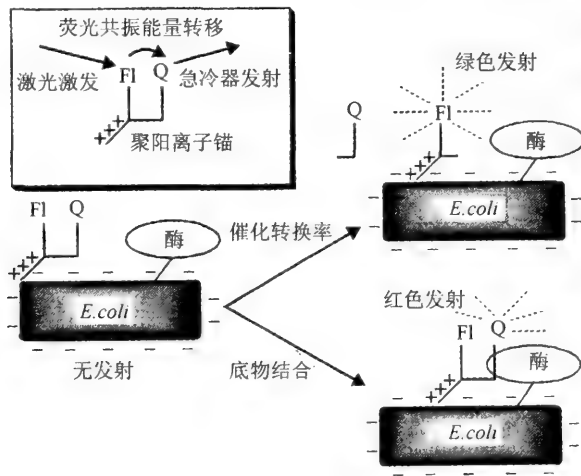 荧光共振能量转移
激光激发 Fl Q 急冷器发射
+++ 聚阳离子锚
绿色发射
Q Fl
酶
+++
E.coli
Fl Q
酶
+++
E.coli
无发射
催化转换率
底物结合
红色发射
Fl Q
酶
+++
E.coli